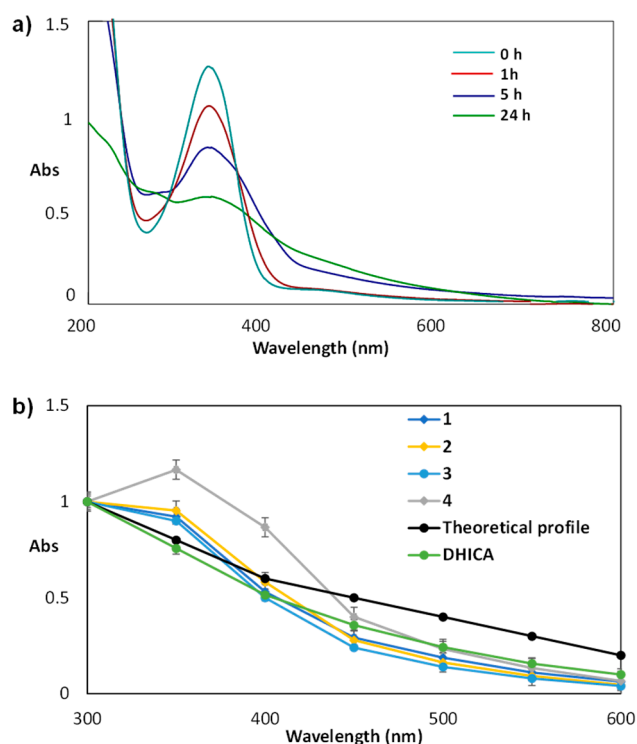 a)
1.5
1
Abs
0.5
0
0 h
1h
5 h
24 h
200
400
600
800
Wavelength (nm)
b)
1.5
1
Abs
0.5
0
1
2
3
4
Theoretical profile
DHICA
300
400
500
600
Wavelength (nm)